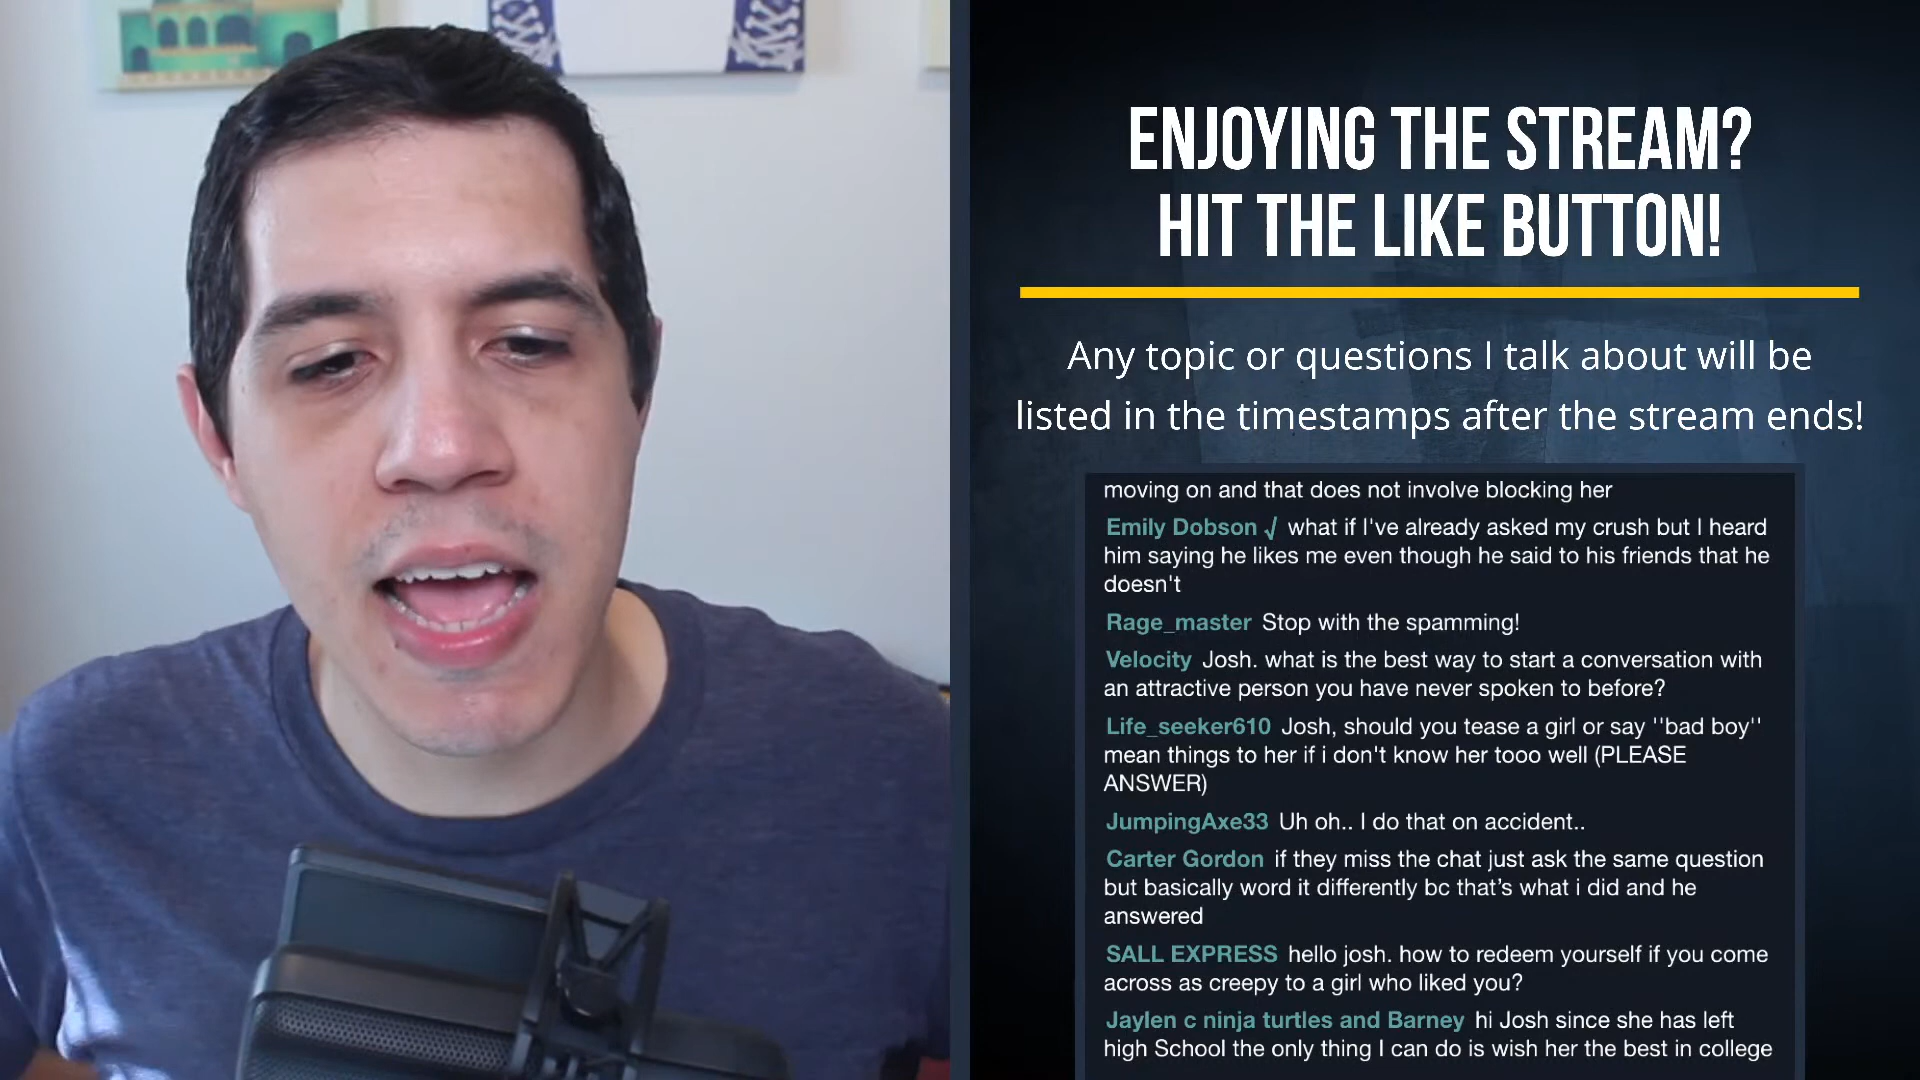 ENJOYING THE STREAM?
HIT THE LIKE BUTTON!
Any topic or questions I talk about will be
listed in the timestamps after the stream ends!
moving on and that does not involve blocking her
Emily Dobson √ what if I've already asked my crush but I heard
him saying he likes me even though he said to his friends that he
doesn't
Rage_master Stop with the spamming!
Velocity Josh. what is the best way to start a conversation with
an attractive person you have never spoken to before?
Life_seeker610 Josh, should you tease a girl or say ''bad boy''
mean things to her if i don't know her tooo well (PLEASE
ANSWER)
JumpingAxe33 Uh oh.. I do that on accident..
Carter Gordon if they miss the chat just ask the same question
but basically word it differently bc that’s what i did and he
answered
SALL EXPRESS hello josh. how to redeem yourself if you come
across as creepy to a girl who liked you?
Jaylen c ninja turtles and Barney hi Josh since she has left
high School the only thing I can do is wish her the best in college